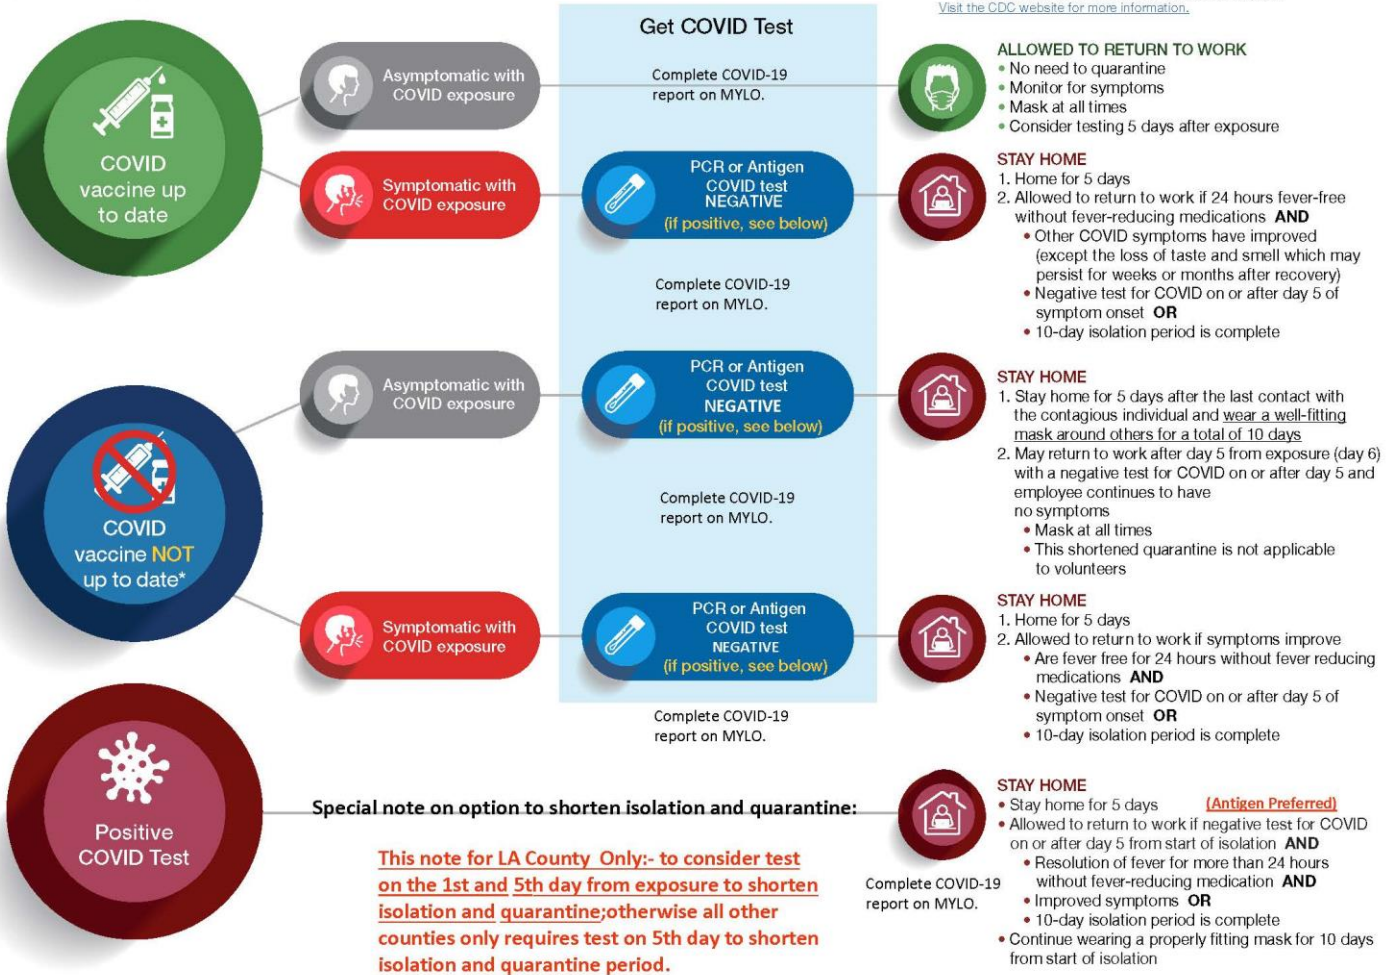 Visit the CDC website for more information.
Get COVID Test
COVID
vaccine up
to date
Asymptomatic with
COVID exposure
Complete COVID-19
report on MYLO.
ALLOWED TO RETURN TO WORK
• No need to quarantine
• Monitor for symptoms
• Mask at all times
• Consider testing 5 days after exposure
Symptomatic with
COVID exposure
PCR or Antigen
COVID test
NEGATIVE
(if positive, see below)
STAY HOME
1. Home for 5 days
2. Allowed to return to work if 24 hours fever-free
without fever-reducing medications AND
• Other COVID symptoms have improved
(except the loss of taste and smell which may
persist for weeks or months after recovery)
• Negative test for COVID on or after day 5 of
symptom onset OR
• 10-day isolation period is complete
Complete COVID-19
report on MYLO.
COVID
vaccine NOT
up to date*
Asymptomatic with
COVID exposure
PCR or Antigen
COVID test
NEGATIVE
(if positive, see below)
STAY HOME
1. Stay home for 5 days after the last contact with
the contagious individual and wear a well-fitting
mask around others for a total of 10 days
2. May return to work after day 5 from exposure (day 6)
with a negative test for COVID on or after day 5 and
employee continues to have
no symptoms
• Mask at all times
• This shortened quarantine is not applicable
to volunteers
Complete COVID-19
report on MYLO.
Symptomatic with
COVID exposure
PCR or Antigen
COVID test
NEGATIVE
(if positive, see below)
STAY HOME
1. Home for 5 days
2. Allowed to return to work if symptoms improve
• Are fever free for 24 hours without fever reducing
medications AND
• Negative test for COVID on or after day 5 of
symptom onset OR
• 10-day isolation period is complete
Complete COVID-19
report on MYLO.
Positive
COVID Test
Special note on option to shorten isolation and quarantine:
This note for LA County Only:- to consider test
on the 1st and 5th day from exposure to shorten
isolation and quarantine;otherwise all other
counties only requires test on 5th day to shorten
isolation and quarantine period.
Complete COVID-19
report on MYLO.
STAY HOME
• Stay home for 5 days (Antigen Preferred)
• Allowed to return to work if negative test for COVID
on or after day 5 from start of isolation AND
• Resolution of fever for more than 24 hours
without fever-reducing medication AND
• Improved symptoms OR
• 10-day isolation period is complete
• Continue wearing a properly fitting mask for 10 days
from start of isolation